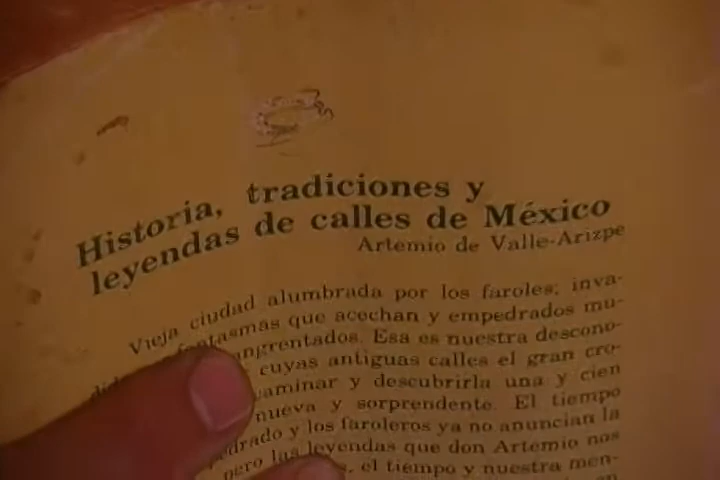 Historia, tradiciones y
leyendas de calles de México
Artemio de Valle-Arizpe
Vieja ciudad alumbrada por los faroles; inva-
fantasmas que acechan y empedrados mu-
angrentados. Esa es nuestra descono-
cuyas antiguas calles el gran cro-
caminar y descubrirla una y cien
nueva y sorprendente. El tiempo
pedrado y los faroleros ya no anuncian la
pero las leyendas que don Artemio nos
el tiempo y nuestra men-